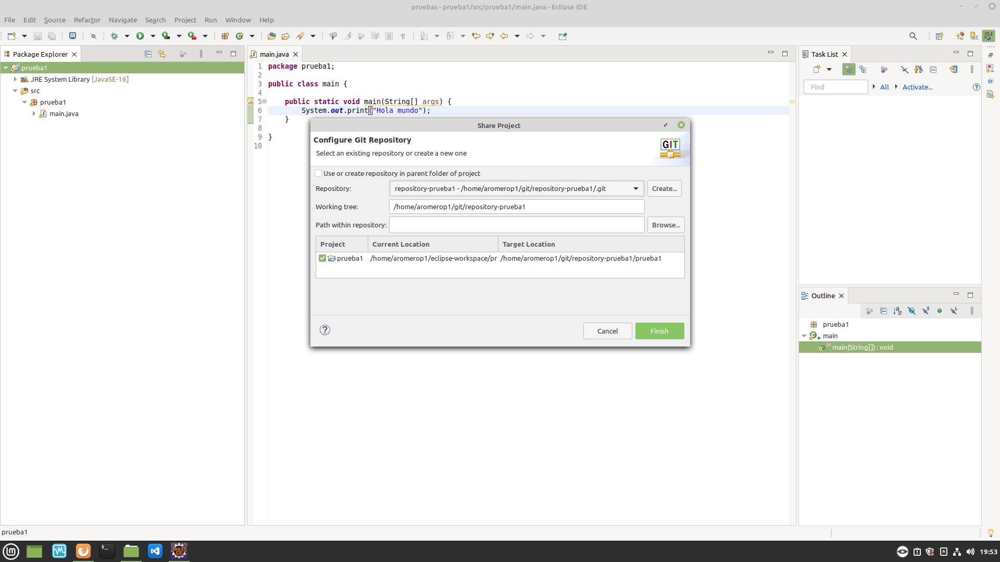 pruebas - prueba1/src/prueba1/main.java - Eclipse IDE
File Edit Source Refactor Navigate Search Project Run Window Help
Package Explorer
prueba1
JRE System Library [JavaSE-16]
src
prueba1
main.java
main.java
1 package prueba1;
2
3 public class main {
4
5 public static void main(String[] args) {
6 System.out.print("Hola mundo");
7 }
8
9 }
10
Share Project
Configure Git Repository
Select an existing repository or create a new one
GIT
Use or create repository in parent folder of project
Repository: repository-prueba1 - /home/aromerop1/git/repository-prueba1/.git Create...
Working tree: /home/aromerop1/git/repository-prueba1
Path within repository: Browse...
Project Current Location Target Location
prueba1 /home/aromerop1/eclipse-workspace/pr /home/aromerop1/git/repository-prueba1/prueba1
Cancel Finish
Task List
Find All Activate...
Outline
prueba1
main
main(String[]) : void
prueba1
Java EE
IDE
19:53